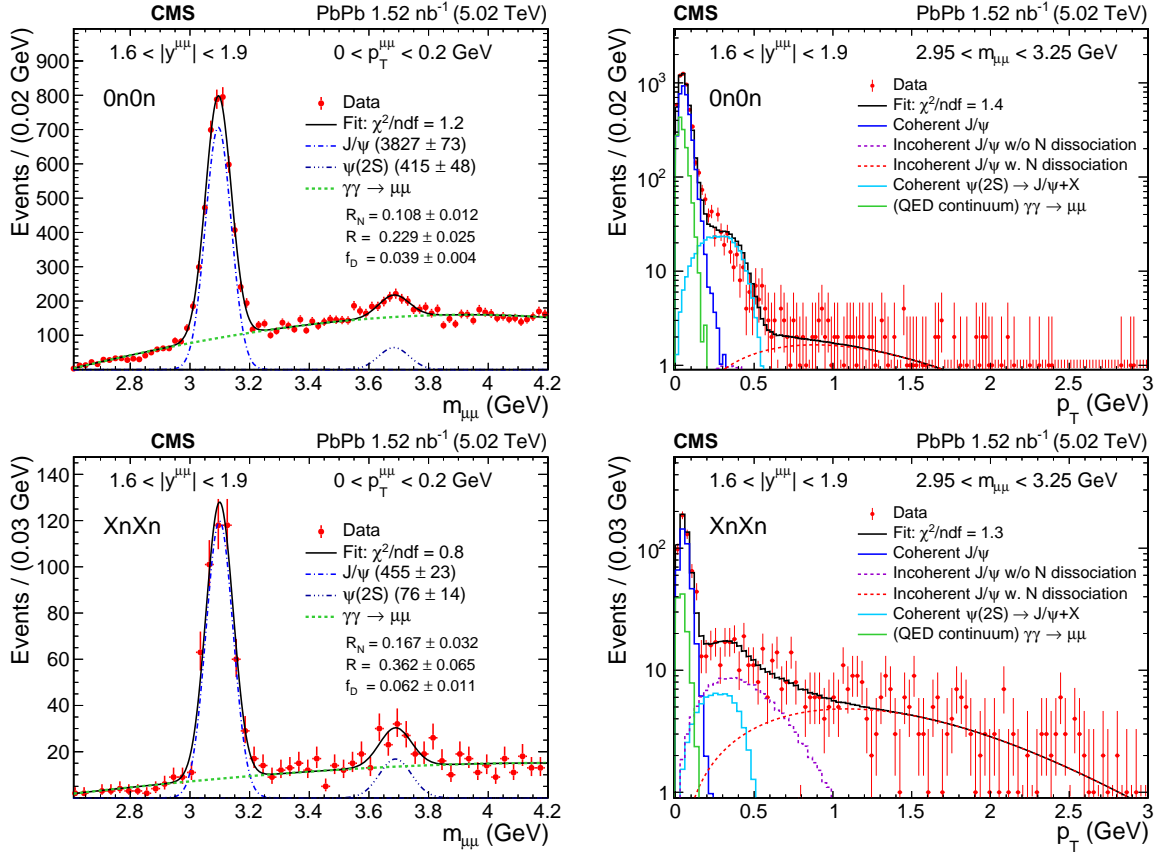 CMS PbPb 1.52 nb⁻¹ (5.02 TeV)
Events / (0.02 GeV)
1.6 < |y^μμ| < 1.9 0 < p_T^μμ < 0.2 GeV
0n0n
Data
Fit: χ²/ndf = 1.2
J/ψ (3827 ± 73)
ψ(2S) (415 ± 48)
γγ → μμ
R_N = 0.108 ± 0.012
R = 0.229 ± 0.025
f_D = 0.039 ± 0.004
900
800
700
600
500
400
300
200
100
2.8 3 3.2 3.4 3.6 3.8 4 4.2
m_μμ (GeV)
CMS PbPb 1.52 nb⁻¹ (5.02 TeV)
Events / (0.02 GeV)
1.6 < |y^μμ| < 1.9 2.95 < m_μμ < 3.25 GeV
0n0n
Data
Fit: χ²/ndf = 1.4
Coherent J/ψ
Incoherent J/ψ w/o N dissociation
Incoherent J/ψ w. N dissociation
Coherent ψ(2S) → J/ψ+X
(QED continuum) γγ → μμ
10³
10²
10
1
0 0.5 1 1.5 2 2.5 3
p_T (GeV)
CMS PbPb 1.52 nb⁻¹ (5.02 TeV)
Events / (0.03 GeV)
1.6 < |y^μμ| < 1.9 0 < p_T^μμ < 0.2 GeV
XnXn
Data
Fit: χ²/ndf = 0.8
J/ψ (455 ± 23)
ψ(2S) (76 ± 14)
γγ → μμ
R_N = 0.167 ± 0.032
R = 0.362 ± 0.065
f_D = 0.062 ± 0.011
140
120
100
80
60
40
20
2.8 3 3.2 3.4 3.6 3.8 4 4.2
m_μμ (GeV)
CMS PbPb 1.52 nb⁻¹ (5.02 TeV)
Events / (0.03 GeV)
1.6 < |y^μμ| < 1.9 2.95 < m_μμ < 3.25 GeV
XnXn
Data
Fit: χ²/ndf = 1.3
Coherent J/ψ
Incoherent J/ψ w/o N dissociation
Incoherent J/ψ w. N dissociation
Coherent ψ(2S) → J/ψ+X
(QED continuum) γγ → μμ
10²
10
1
0 0.5 1 1.5 2 2.5 3
p_T (GeV)